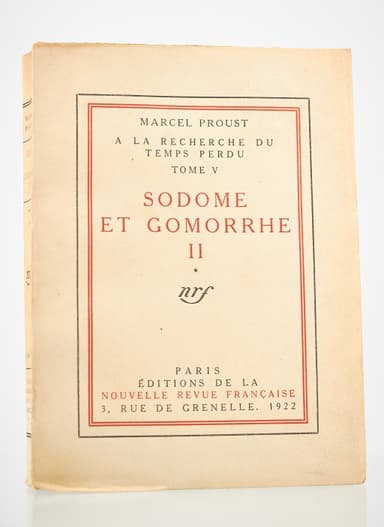 MARCEL PROUST
A LA RECHERCHE DU
TEMPS PERDU
TOME V
SODOME
ET GOMORRHE
II
*
nrf
PARIS
ÉDITIONS DE LA
NOUVELLE REVUE FRANÇAISE
3, RUE DE GRENELLE. 1922